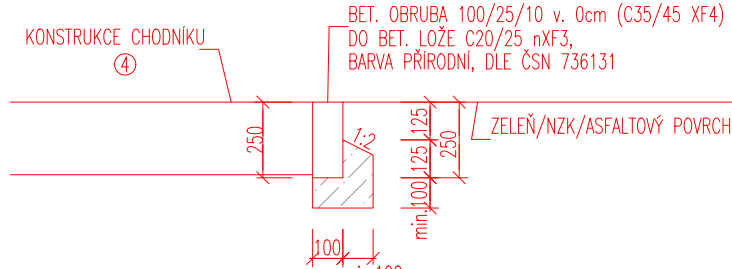 KONSTRUKCE CHODNÍKU
4
BET. OBRUBA 100/25/10 v. 0cm (C35/45 XF4)
DO BET. LOŽE C20/25 nXF3,
BARVA PŘÍRODNÍ, DLE ČSN 736131
250
1:2
125
125
min.100
250
ZELEŇ/NZK/ASFALTOVÝ POVRCH
100